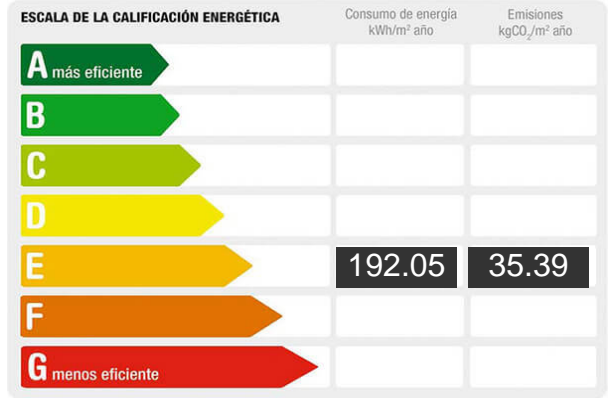 ESCALA DE LA CALIFICACIÓN ENERGÉTICA
Consumo de energía
kWh/m² año
Emisiones
kgCO₂/m² año
A más eficiente
B
C
D
E 192.05 35.39
F
G menos eficiente